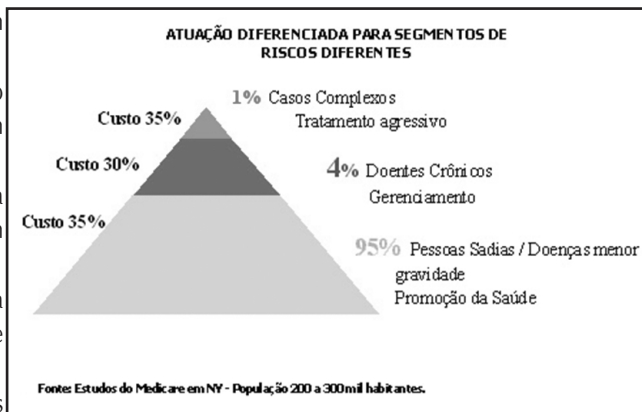 ATUAÇÃO DIFERENCIADA PARA SEGMENTOS DE
RISCOS DIFERENTES
1% Casos Complexos
Custo 35%
Tratamento agressivo
Custo 30%
4% Doentes Crônicos
Gerenciamento
Custo 35%
95% Pessoas Sadias / Doenças menor
gravidade
Promoção da Saúde
Fonte: Estudos do Medicare em NY - População 200 a 300 mil habitantes.